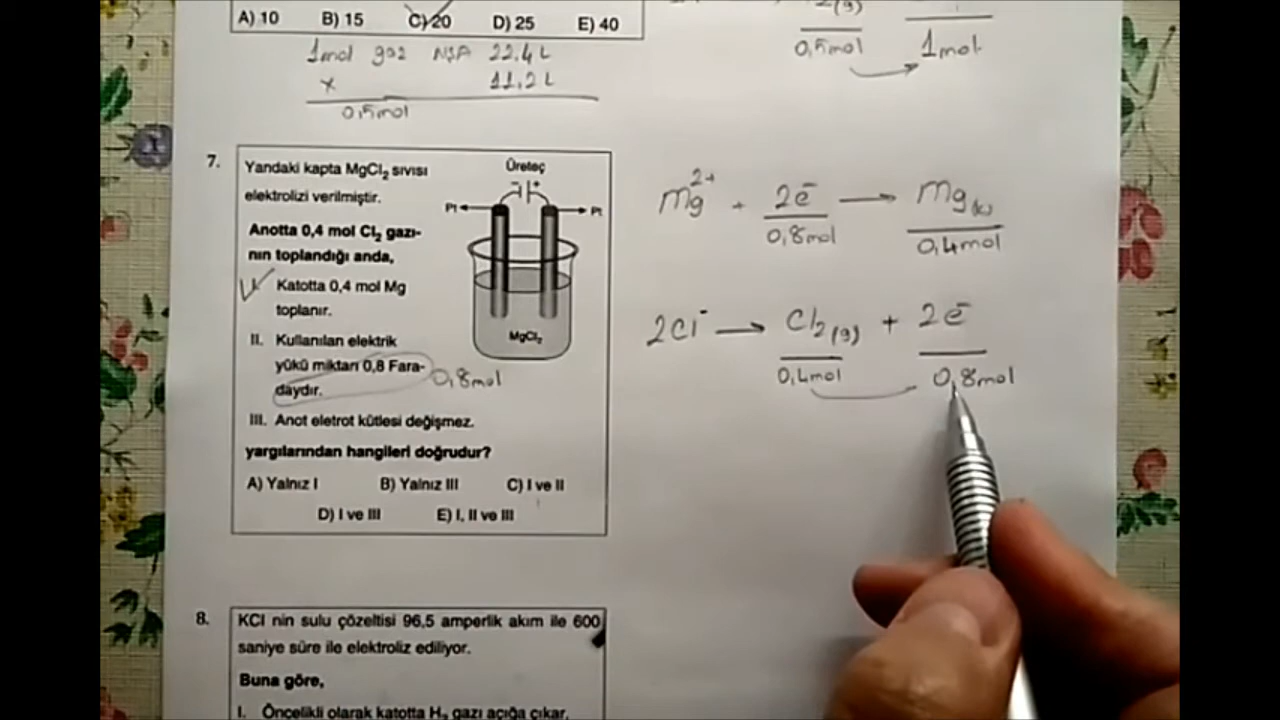 A) 10 B) 15 C) 20 D) 25 E) 40
1mol gaz NŞA 22,4 L
x 11,2 L
0,5mol
2(g)
0,5mol 1mol
7.
Yandaki kapta MgCl2 sıvısı
elektrolizi verilmiştir.
Anotta 0,4 mol Cl2 gazı-
nın toplandığı anda,
Katotta 0,4 mol Mg
toplanır.
II. Kullanılan elektrik
yükü miktarı 0,8 Fara-
daydır.
0,8mol
III. Anot eletrot kütlesi değişmez.
yargılarından hangileri doğrudur?
A) Yalnız I B) Yalnız III C) I ve II
D) I ve III E) I, II ve III
Üreteç
- +
Pt Pt
MgCl2
Mg2+ + 2e- → Mg(k)
0,8mol 0,4mol
2Cl- → Cl2(g) + 2e-
0,4mol 0,8mol
8.
KCl nin sulu çözeltisi 96,5 amperlik akım ile 600
saniye süre ile elektroliz ediliyor.
Buna göre,
I. Öncelikli olarak katotta H2 gazı açığa çıkar.